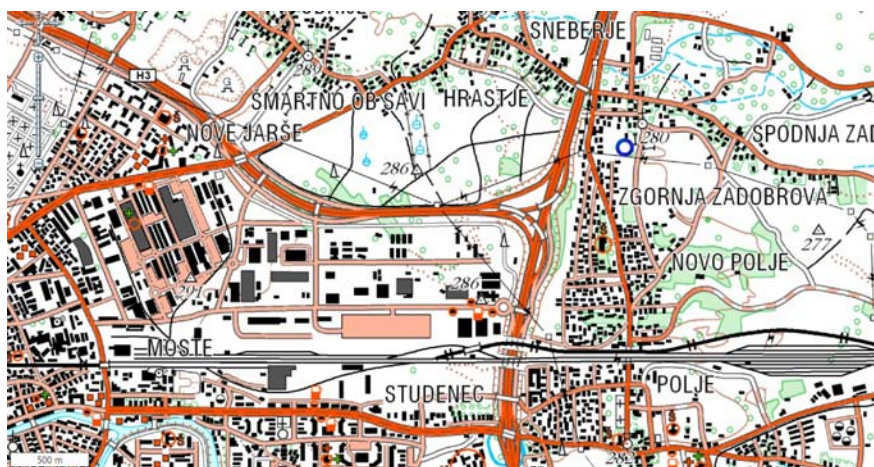 SNEBERJE
H3
ŠMARTNO OB SAVI
HRASTJE
NOVE JARŠE
280
SPODNJA ZAD
286
ZGORNJA ZADOBROVA
277
NOVO POLJE
291
286
MOSTE
STUDENEC
POLJE
282
500 m